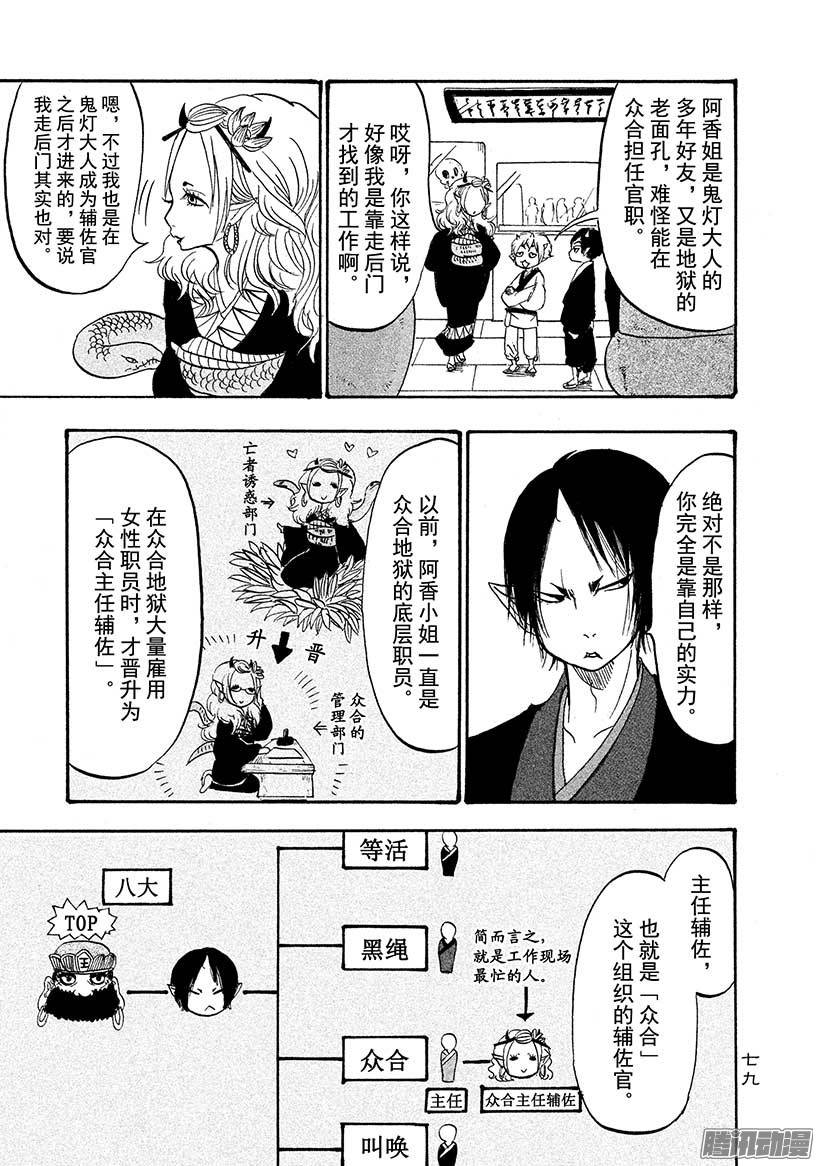 阿香姐是鬼灯大人的
多年好友，又是地狱的
老面孔，难怪能在
众合担任官职。
哎呀，你这样说，
好像我是靠走后门
才找到的工作啊。
嗯，不过我也是在
鬼灯大人成为辅佐官
之后才进来的，要说
我走后门其实也对。
绝对不是那样，
你完全是靠自己的实力。
以前，阿香小姐一直是
众合地狱的底层职员。
亡者诱惑部门
晋升
众合的
管理部门
在众合地狱大量雇用
女性职员时，才晋升为
「众合主任辅佐」。
主任辅佐，
也就是「众合」
这个组织的辅佐官。
简而言之，
就是工作现场
最忙的人。
八大
TOP
王
等活
黑绳
众合
主任
众合主任辅佐
叫唤
七九
腾讯动漫